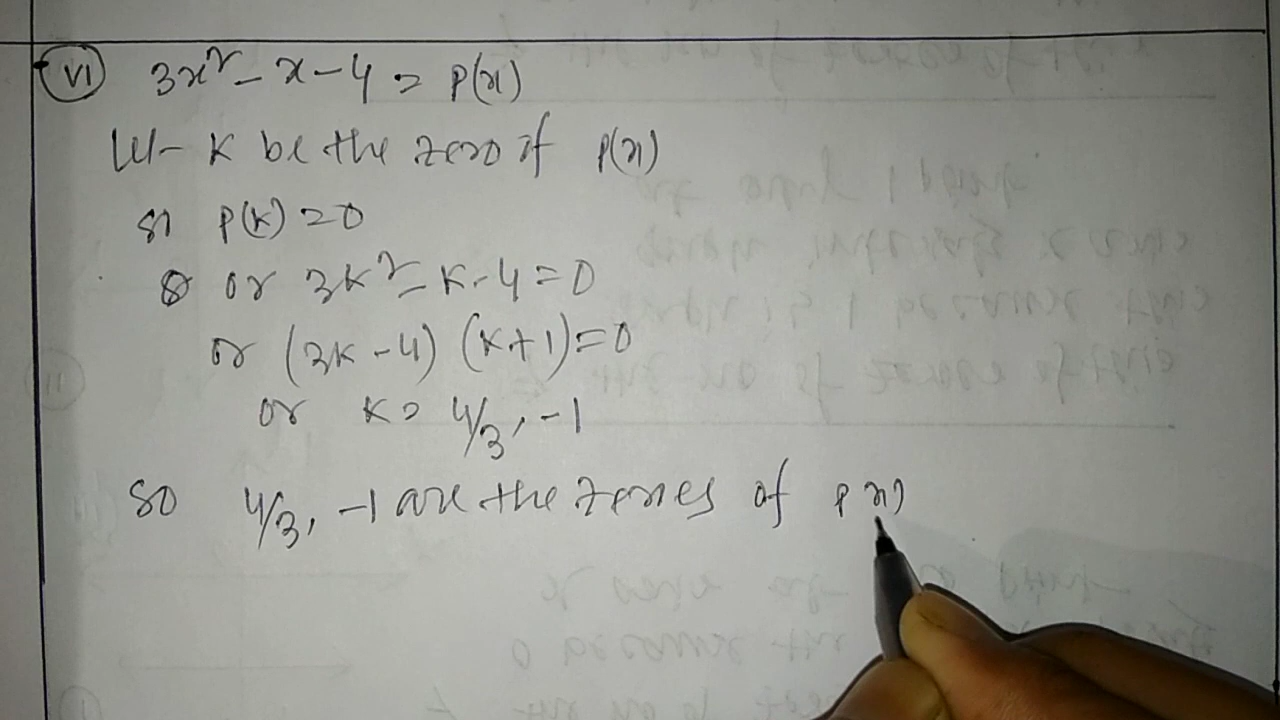 (vi) 3x² - x - 4 = p(x)
Let K be the zero of p(x)
so p(k) = 0
or 3k² - k - 4 = 0
or (3k - 4) (k + 1) = 0
or k = 4/3, -1
so 4/3, -1 are the zeroes of p(x)